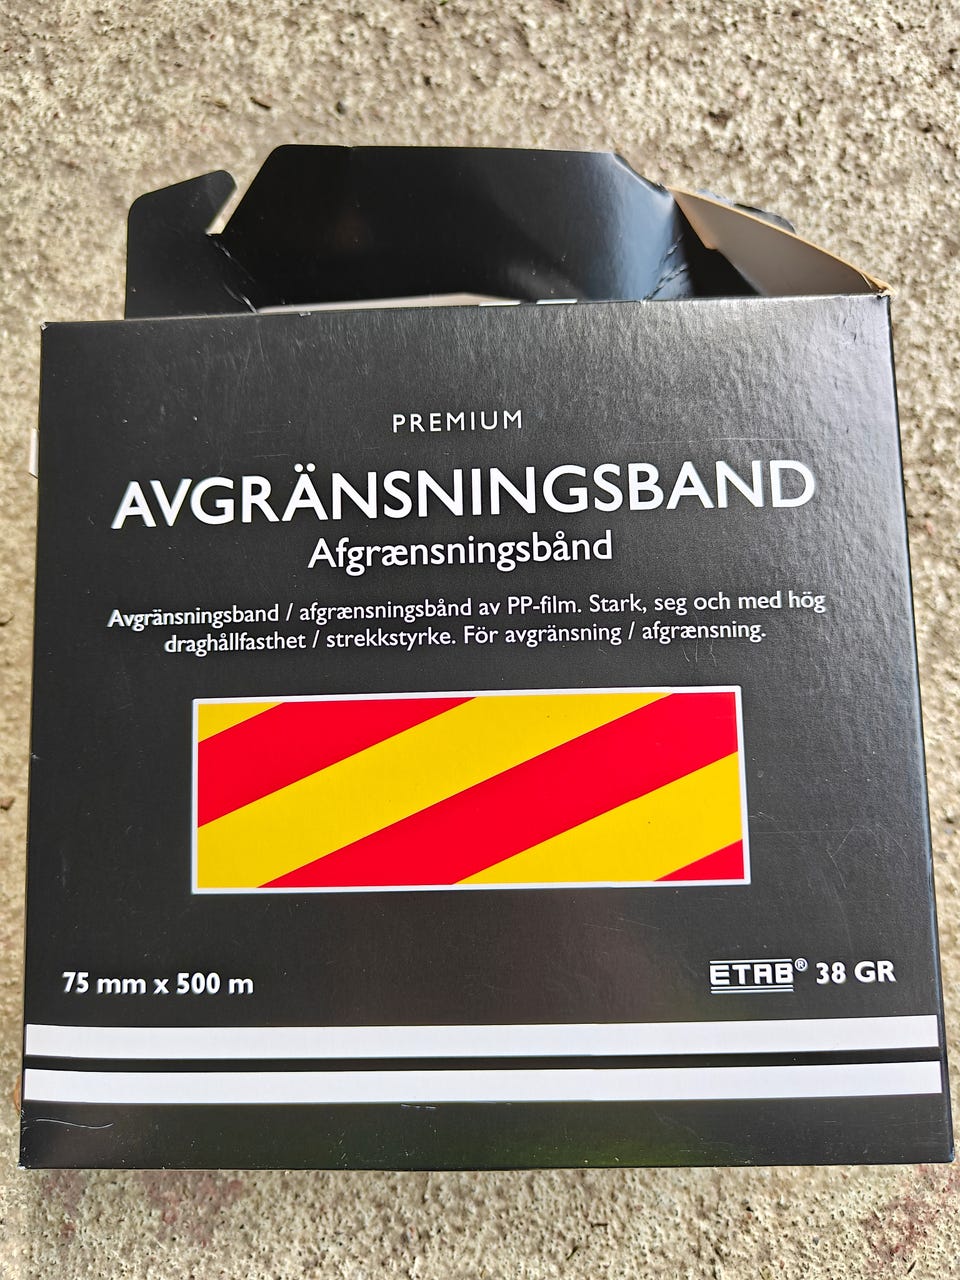 PREMIUM
AVGRÄNSNINGSBAND
Afgrænsningsbånd
Avgränsningsband / afgrænsningsbånd av PP-film. Stark, seg och med hög
draghållfasthet / strekkstyrke. För avgränsning / afgrænsning.
75 mm x 500 m
ETAB® 38 GR